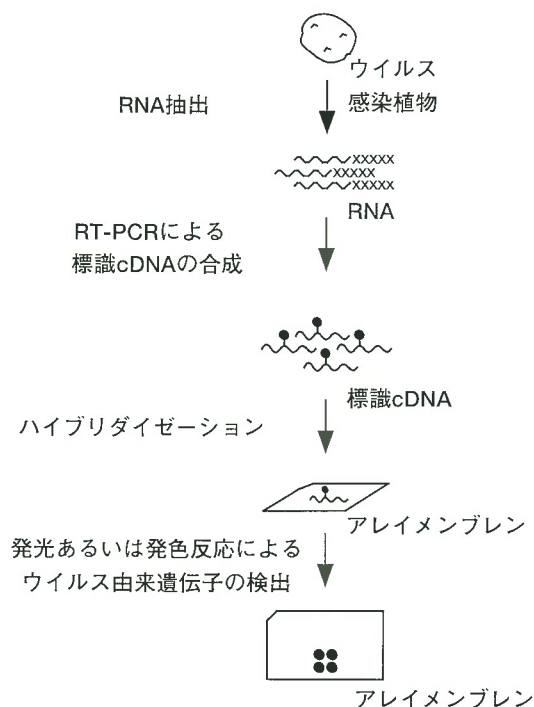 ウイルス
感染植物
RNA抽出
xxxxx
xxxxx
xxxxx
RNA
RT-PCRによる
標識cDNAの合成
標識cDNA
ハイブリダイゼーション
アレイメンブレン
発光あるいは発色反応による
ウイルス由来遺伝子の検出
アレイメンブレン